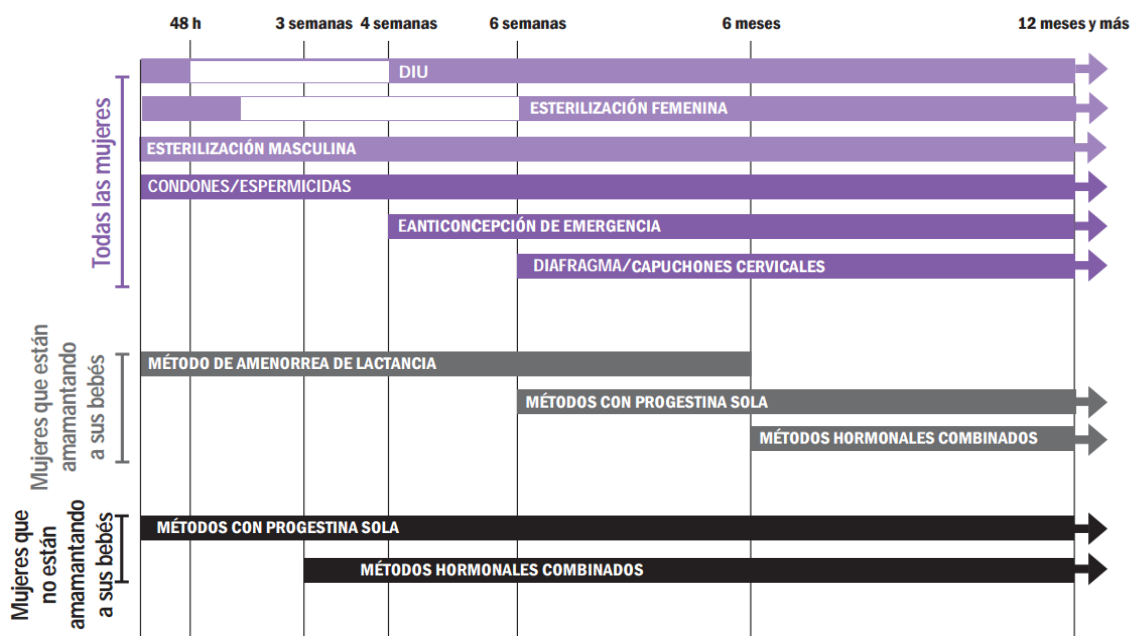 48 h 3 semanas 4 semanas 6 semanas 6 meses 12 meses y más
Todas las mujeres
DIU
ESTERILIZACIÓN FEMENINA
ESTERILIZACIÓN MASCULINA
CONDONES/ESPERMICIDAS
EANTICONCEPCIÓN DE EMERGENCIA
DIAFRAGMA/CAPUCHONES CERVICALES
Mujeres que están
amamantando
a sus bebés
MÉTODO DE AMENORREA DE LACTANCIA
MÉTODOS CON PROGESTINA SOLA
MÉTODOS HORMONALES COMBINADOS
Mujeres que
no están
amamantando
a sus bebés
MÉTODOS CON PROGESTINA SOLA
MÉTODOS HORMONALES COMBINADOS